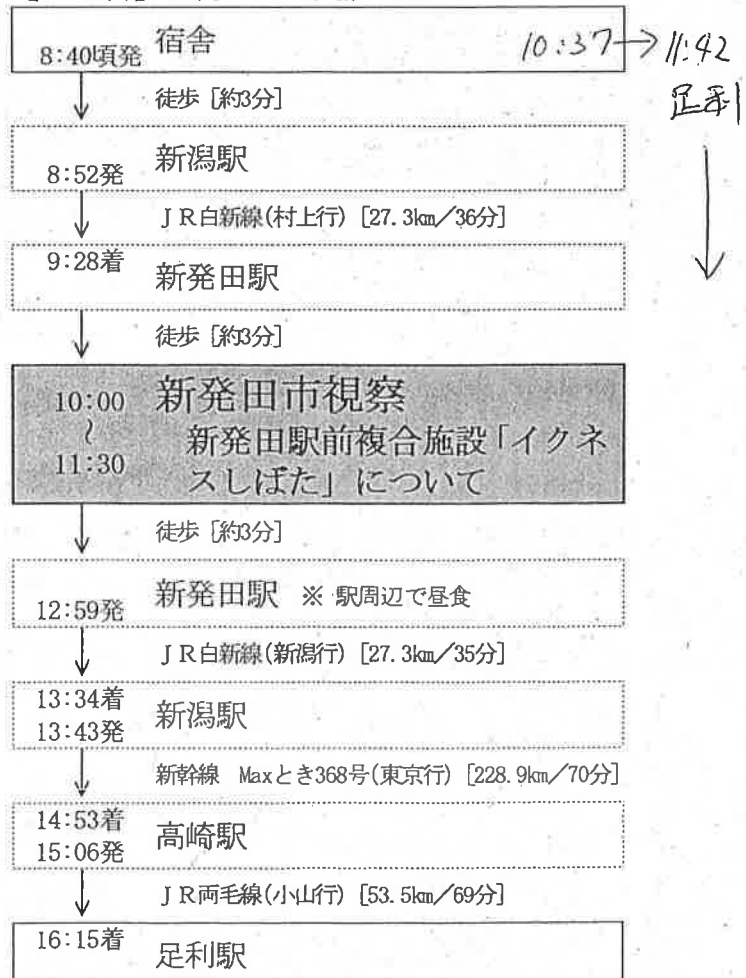 8:40頃発 宿舎 10:37→11:42
足利
↓
徒歩 [約3分]
8:52発 新潟駅
JR白新線(村上行) [27.3km/36分]
9:28着 新発田駅
徒歩 [約3分]
10:00 新発田市視察
~ 新発田駅前複合施設「イクネ
11:30 スしばた」について
徒歩 [約3分]
12:59発 新発田駅 ※ 駅周辺で昼食
JR白新線(新潟行) [27.3km/35分]
13:34着 新潟駅
13:43発
新幹線 Maxとき368号(東京行) [228.9km/70分]
14:53着 高崎駅
15:06発
JR両毛線(小山行) [53.5km/69分]
16:15着 足利駅